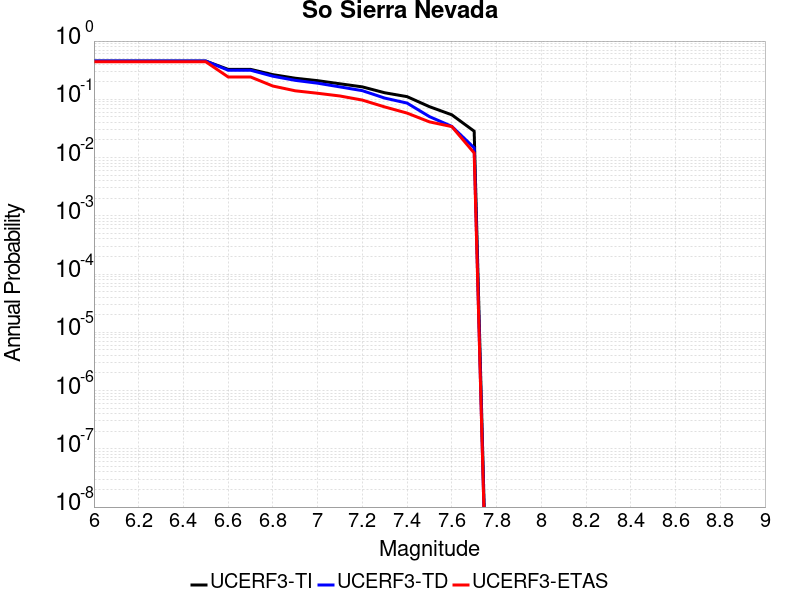 So Sierra Nevada
10^0
10^-1
10^-2
10^-3
10^-4
10^-5
10^-6
10^-7
10^-8
Annual Probability
6 6.2 6.4 6.6 6.8 7 7.2 7.4 7.6 7.8 8 8.2 8.4 8.6 8.8 9
Magnitude
UCERF3-TI UCERF3-TD UCERF3-ETAS